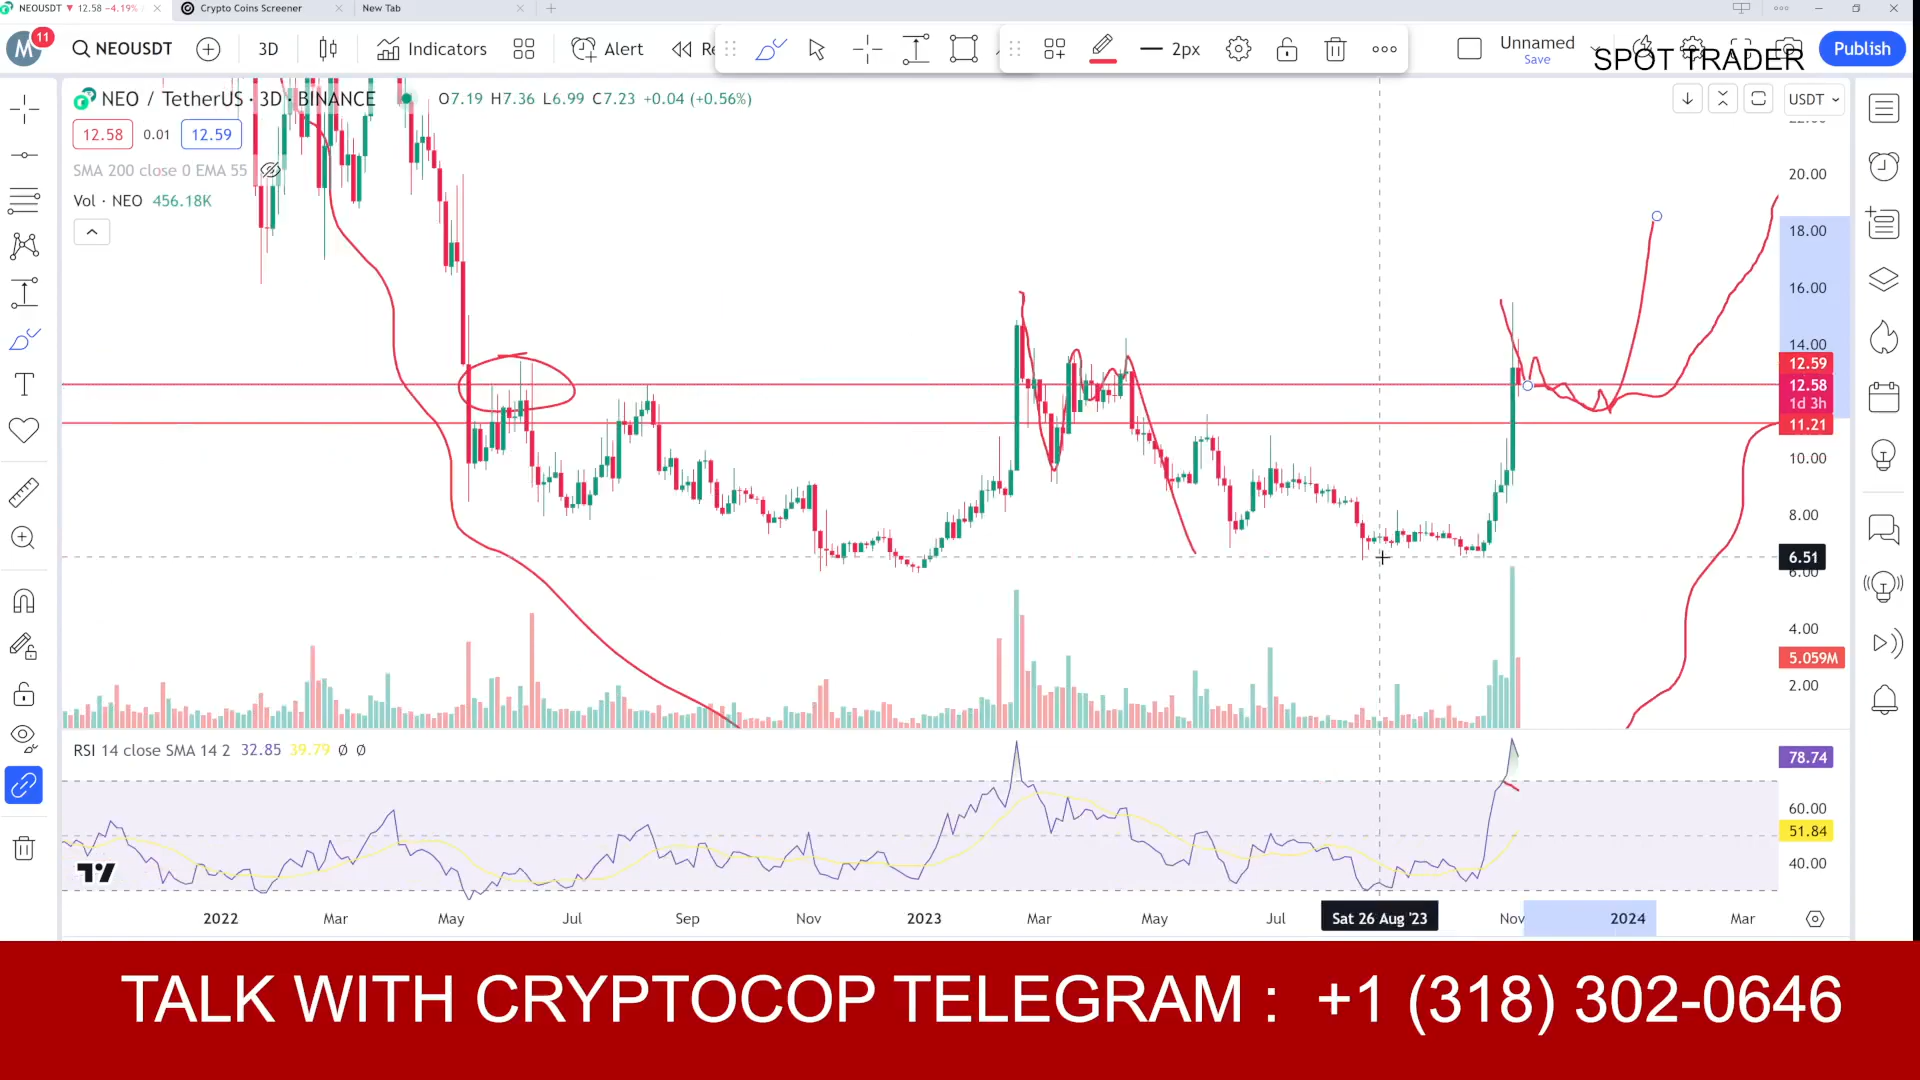 NEOUSDT ▼ 12.58 −4.19%
Crypto Coins Screener
New Tab
M
11
NEOUSDT
3D
Indicators
Alert
Re
2px
Unnamed
Save
SPOT TRADER
Publish
NEO / TetherUS · 3D · BINANCE
O7.19 H7.36 L6.99 C7.23 +0.04 (+0.56%)
USDT
12.58
0.01
12.59
SMA 200 close 0 EMA 55
Vol · NEO 456.18K
20.00
18.00
16.00
14.00
12.59
12.58
1d 3h
11.21
10.00
8.00
6.51
6.00
4.00
5.059M
2.00
RSI 14 close SMA 14 2 32.85 39.79 Ø Ø
78.74
60.00
51.84
40.00
2022
Mar
May
Jul
Sep
Nov
2023
Mar
May
Jul
Sat 26 Aug '23
Nov
2024
Mar
TALK WITH CRYPTOCOP TELEGRAM : +1 (318) 302-0646